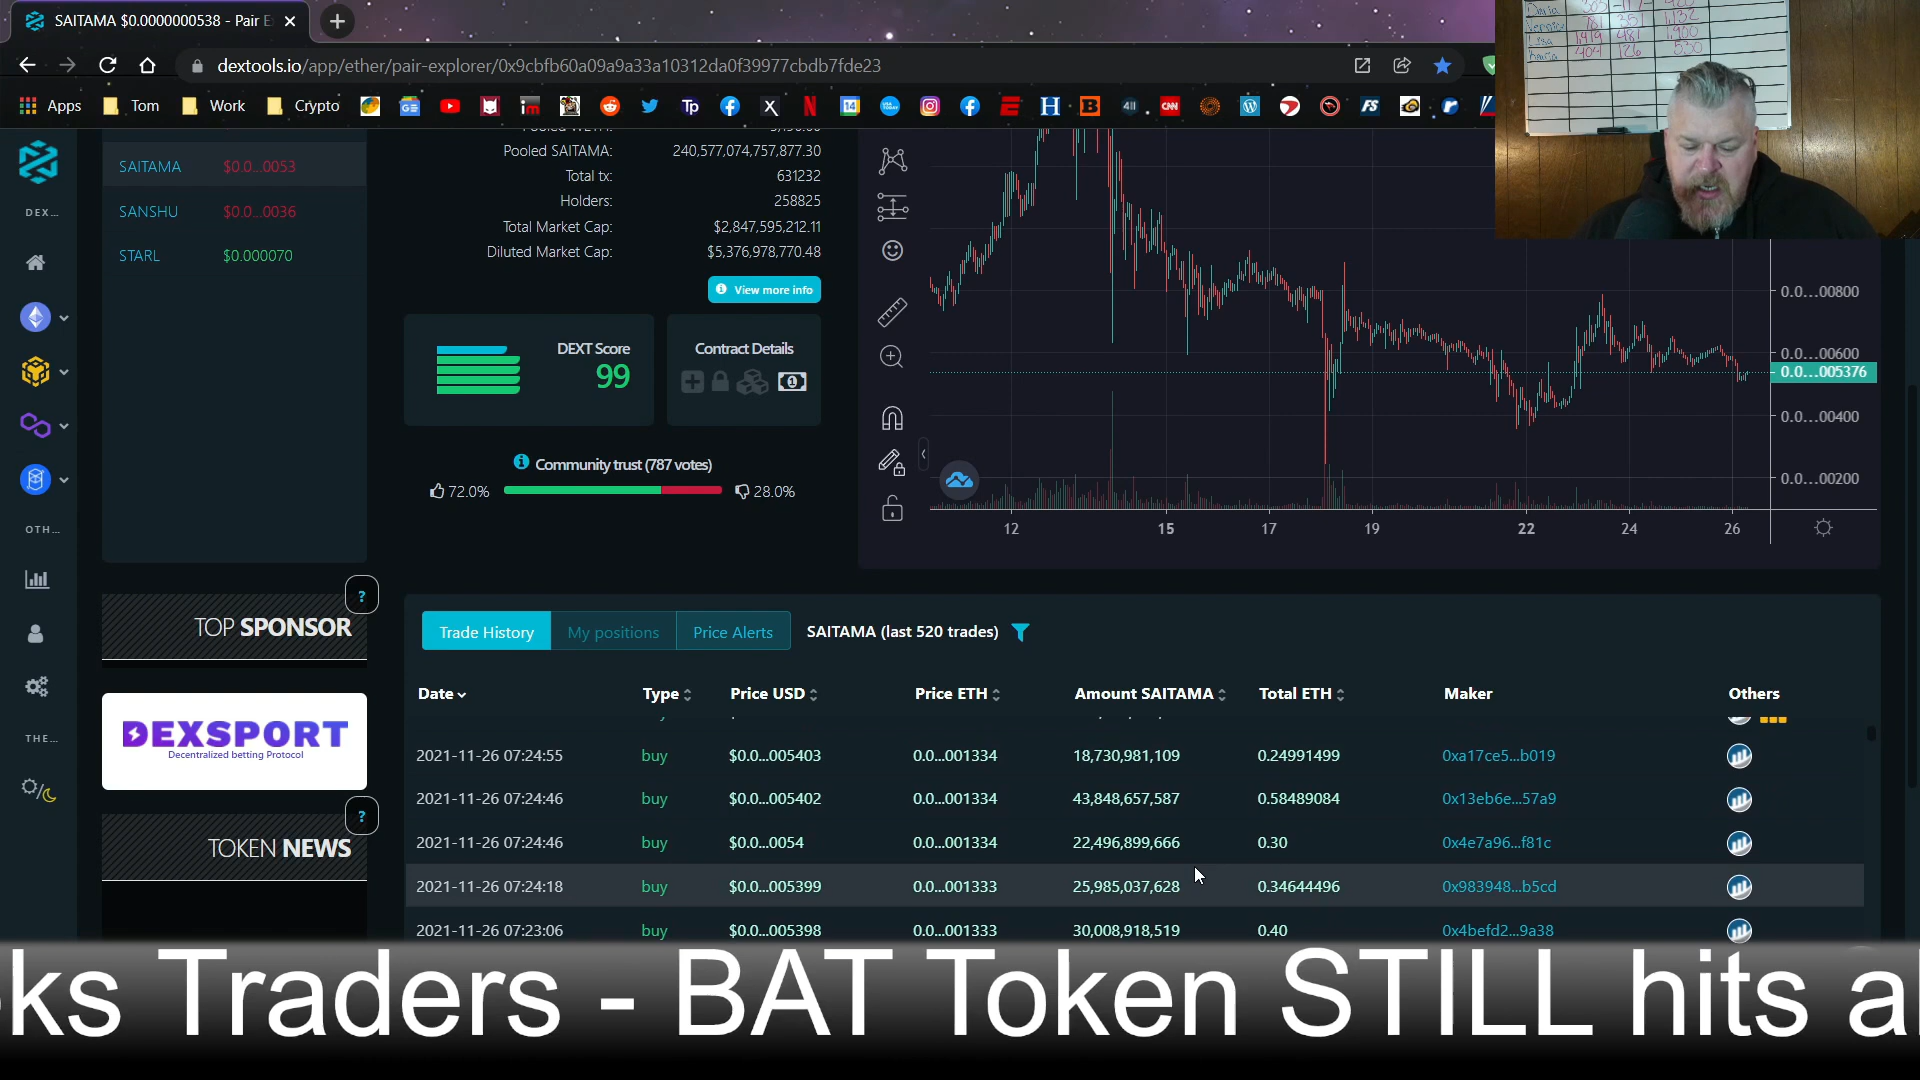 SAITAMA $0.0000000538 - Pair E
dextools.io/app/ether/pair-explorer/0x9cbfb60a09a9a33a10312da0f39977cbdb7fde23
Apps Tom Work Crypto
SAITAMA $0.0...0053
SANSHU $0.0...0036
STARL $0.000070
DEX...
OTH...
THE...
Pooled SAITAMA: 240,577,074,757,877.30
Total tx: 631232
Holders: 258825
Total Market Cap: $2,847,595,212.11
Diluted Market Cap: $5,376,978,770.48
View more info
DEXT Score
99
Contract Details
Community trust (787 votes)
72.0% 28.0%
0.0...00800
0.0...00600
0.0...005376
0.0...00400
0.0...00200
12 15 17 19 22 24 26
TOP SPONSOR
?
DEXSPORT
Decentralized betting Protocol
?
TOKEN NEWS
Trade History My positions Price Alerts SAITAMA (last 520 trades)
Date Type Price USD Price ETH Amount SAITAMA Total ETH Maker Others
2021-11-26 07:24:55 buy $0.0...005403 0.0...001334 18,730,981,109 0.24991499 0xa17ce5...b019
2021-11-26 07:24:46 buy $0.0...005402 0.0...001334 43,848,657,587 0.58489084 0x13eb6e...57a9
2021-11-26 07:24:46 buy $0.0...0054 0.0...001334 22,496,899,666 0.30 0x4e7a96...f81c
2021-11-26 07:24:18 buy $0.0...005399 0.0...001333 25,985,037,628 0.34644496 0x983948...b5cd
2021-11-26 07:23:06 buy $0.0...005398 0.0...001333 30,008,918,519 0.40 0x4befd2...9a38
ks Traders - BAT Token STILL hits al